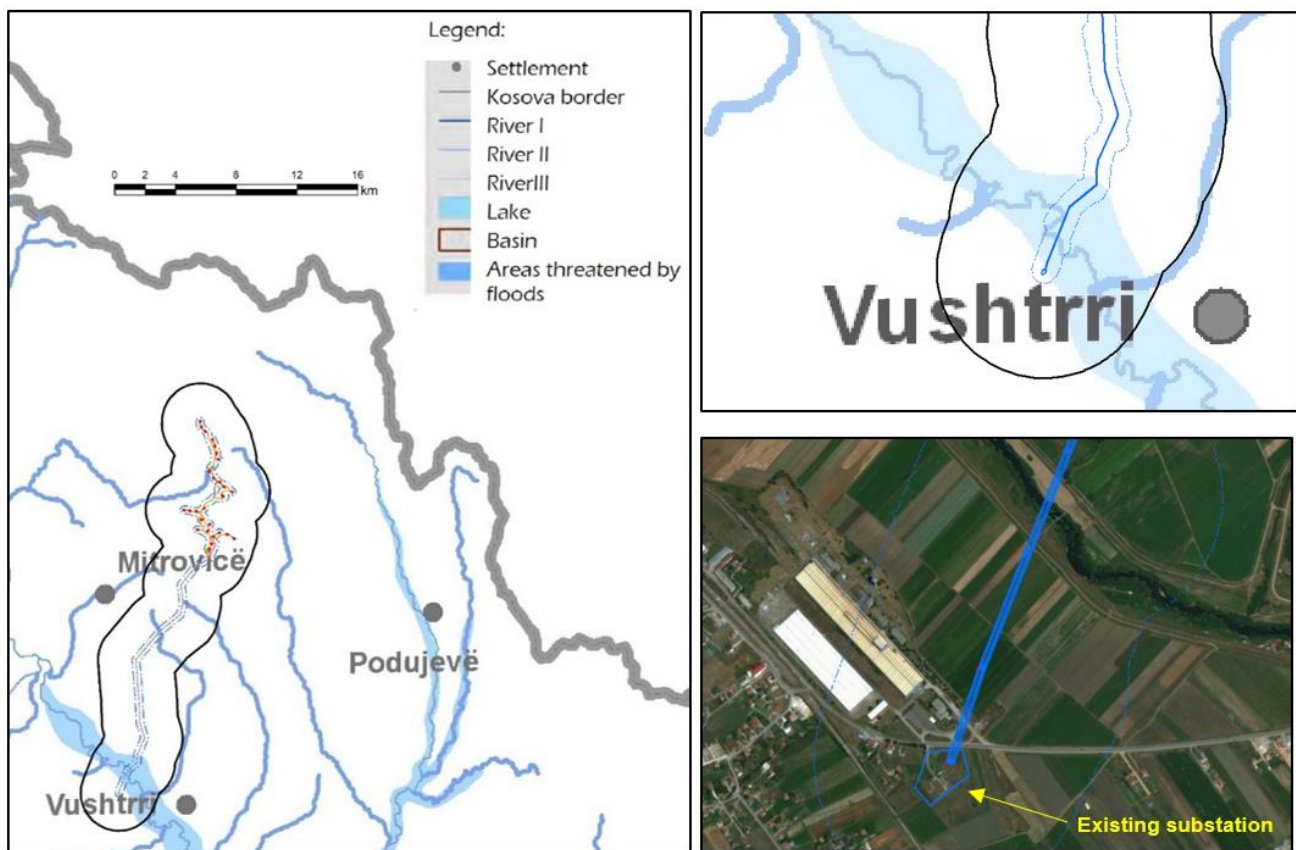 Legend:
Settlement
Kosova border
River I
River II
RiverIII
Lake
Basin
Areas threatened by
floods
0 2 4 8 12 16
km
Mitrovicë
Podujevë
Vushtrri
Vushtrri
Existing substation